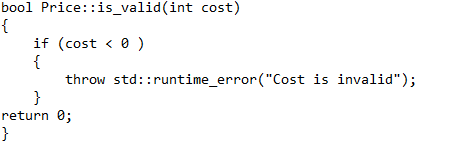 bool Price::is_valid(int cost)
{
    if (cost < 0 )
    {
        throw std::runtime_error("Cost is invalid");
    }
return 0;
}